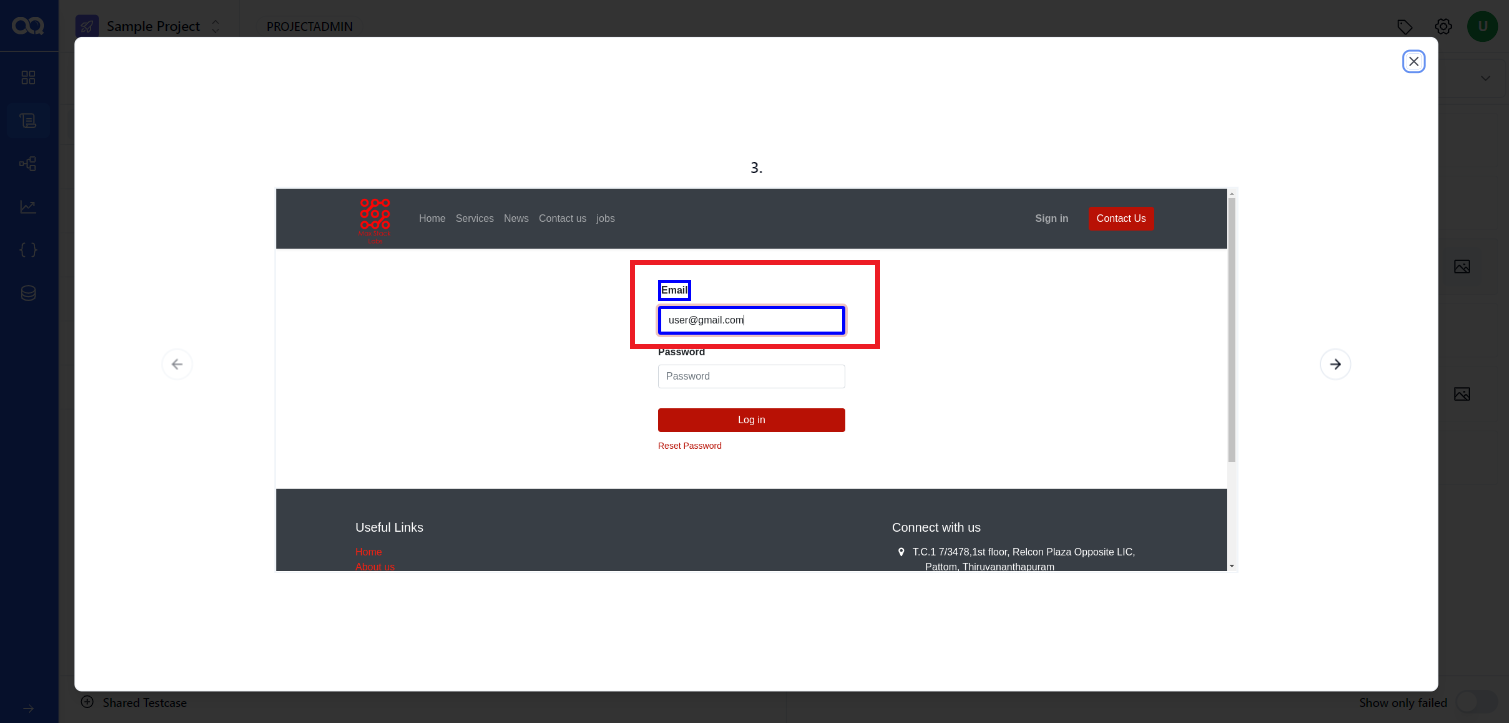 Sample Project
PROJECTADMIN
U
3.
Home Services News Contact us jobs
Sign in
Contact Us
Email
user@gmail.com
Password
Password
Log in
Reset Password
Useful Links
Home
About us
Connect with us
T.C.1 7/3478,1st floor, Relcon Plaza Opposite LIC,
Pattom, Thiruvananthapuram
Shared Testcase
Show only failed